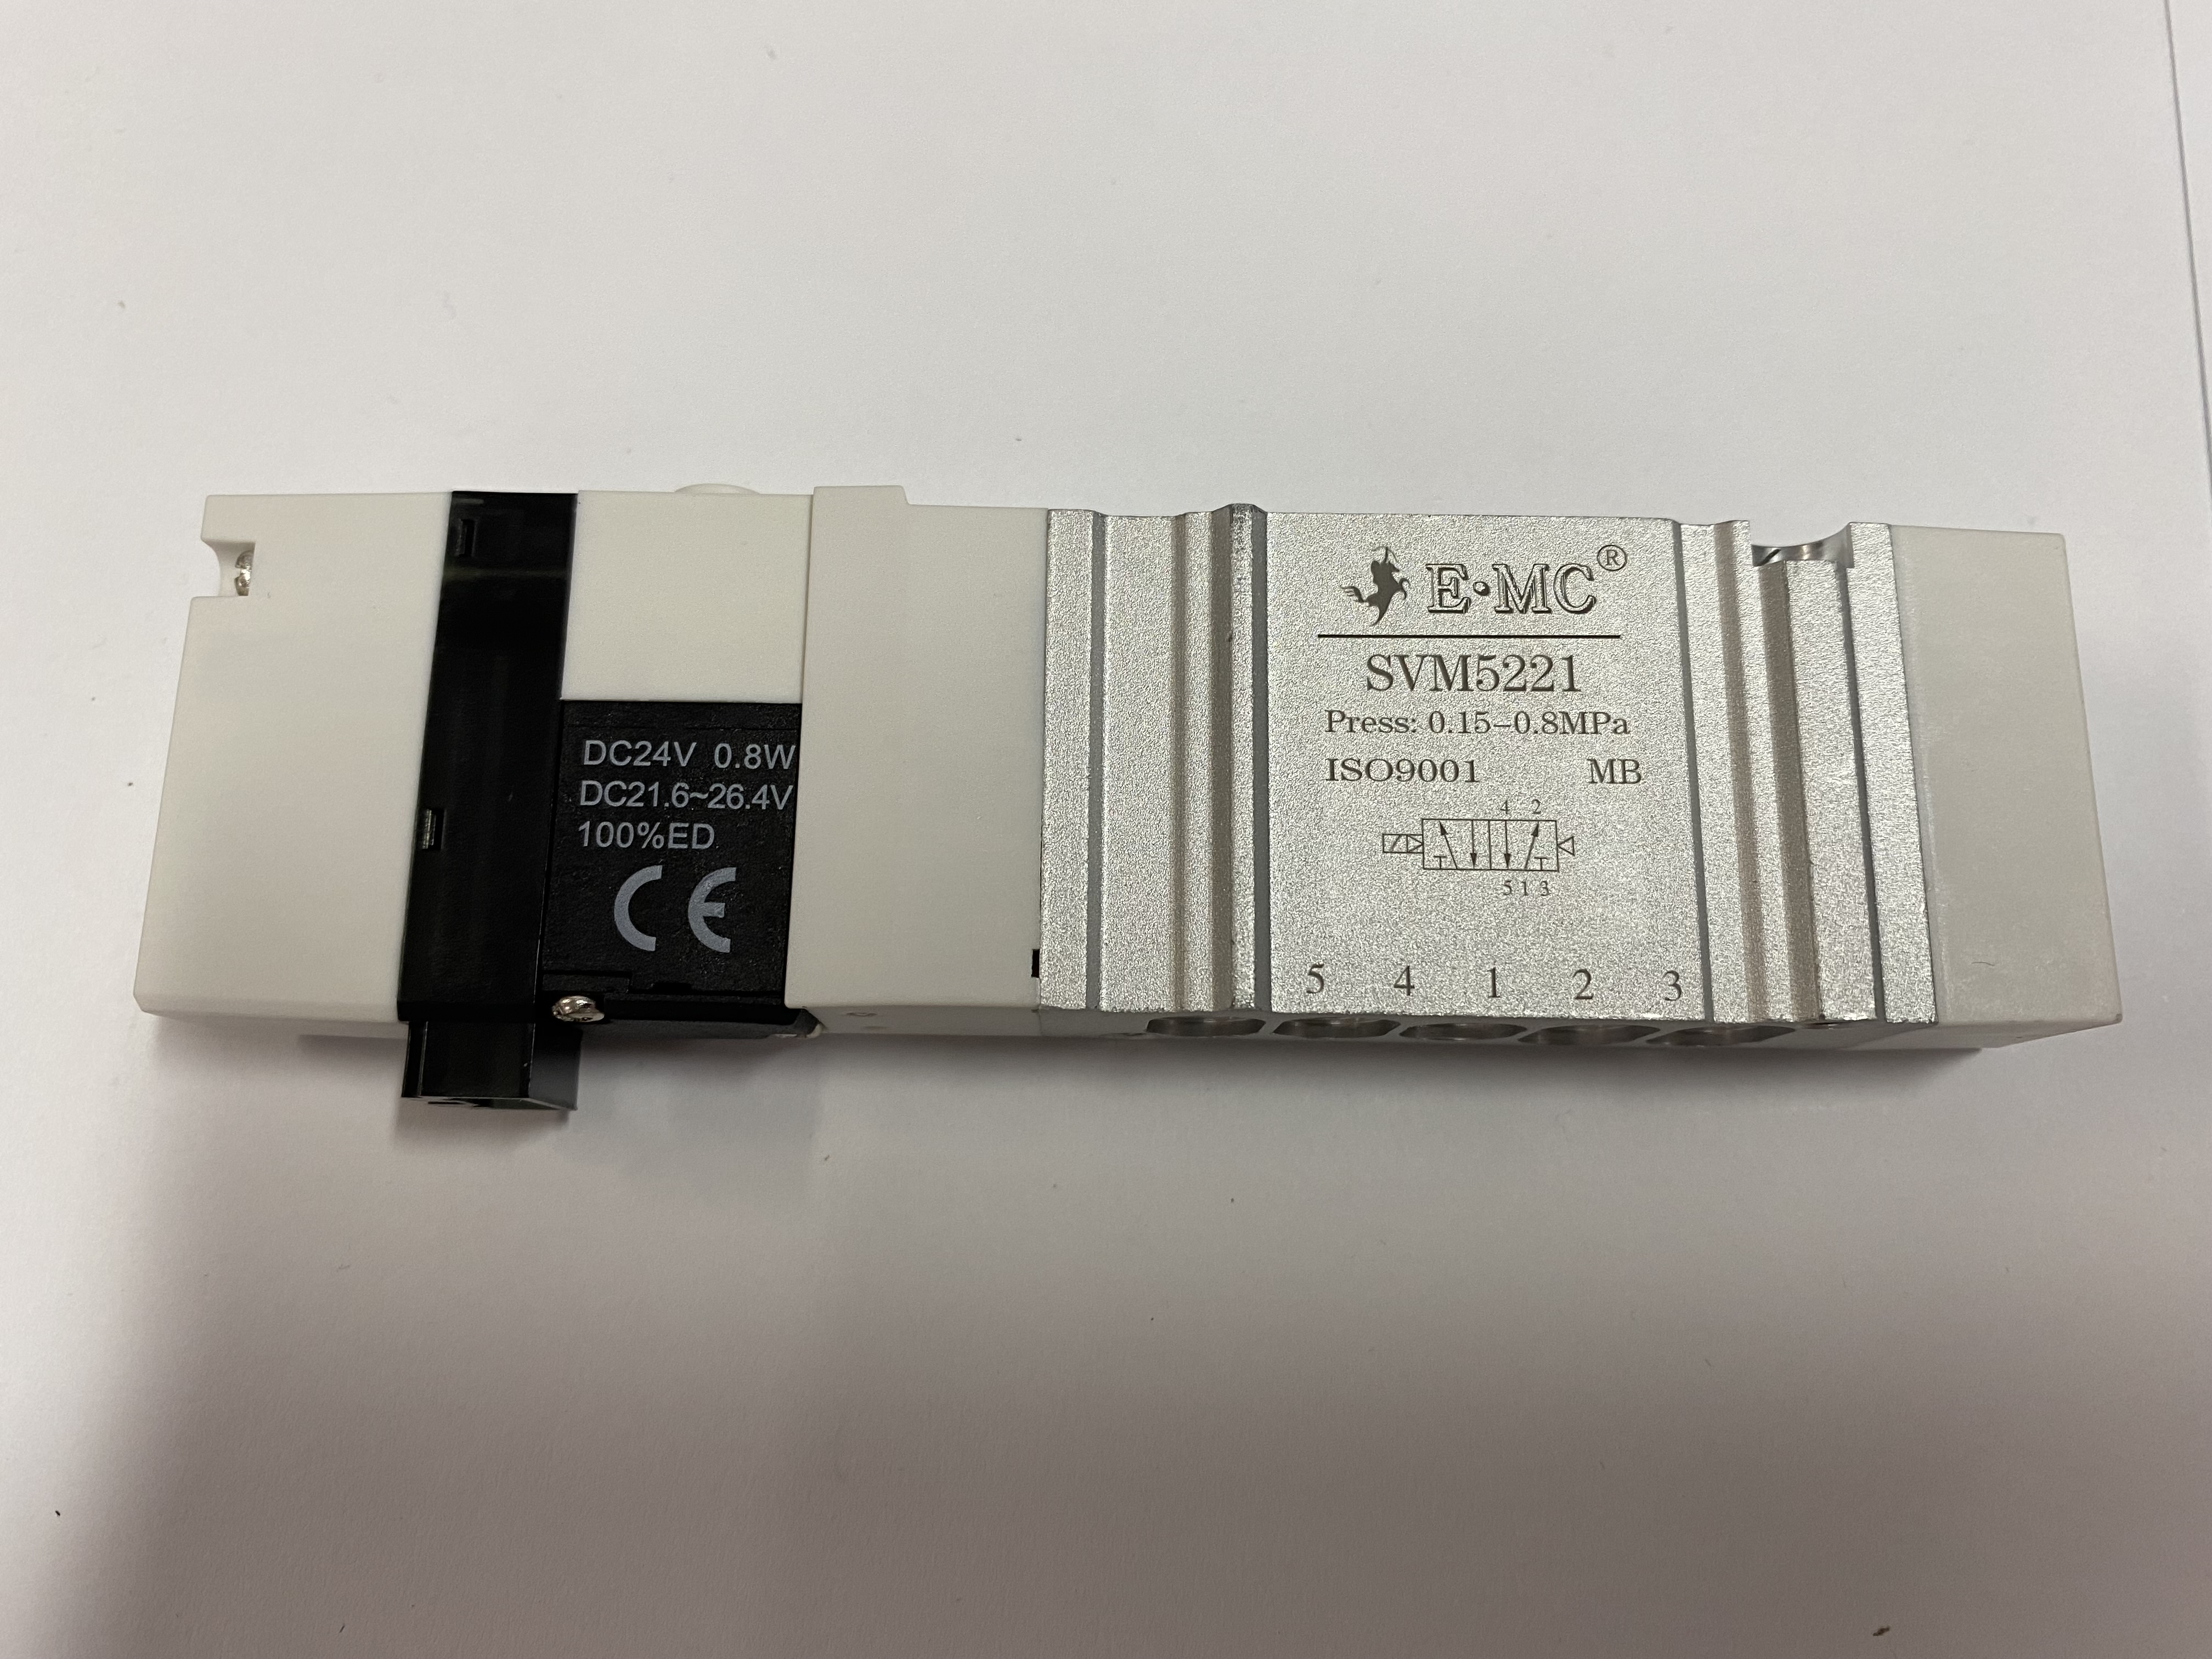 DC24V 0.8W
DC21.6~26.4V
100%ED
CE
E·MC®
SVM5221
Press: 0.15-0.8MPa
ISO9001 MB
4 2
5 1 3
5 4 1 2 3